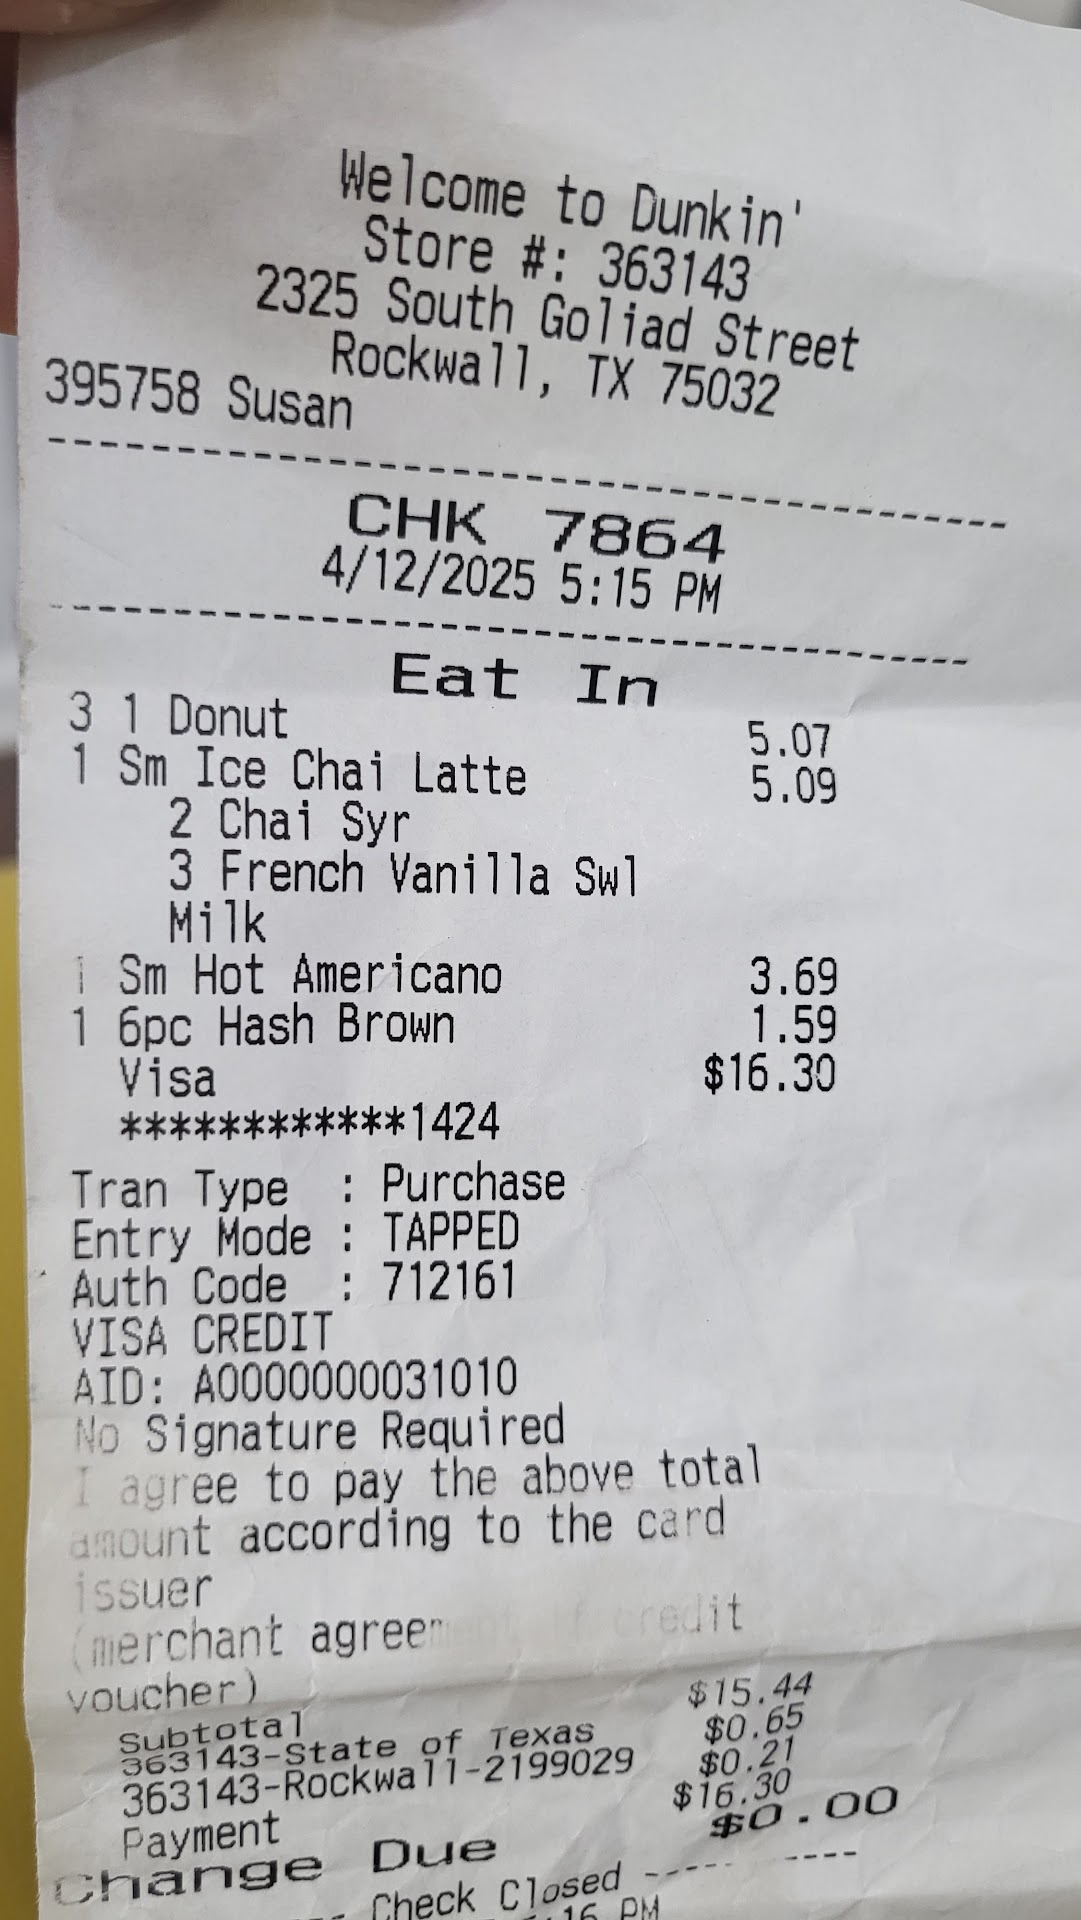 Welcome to Dunkin'
Store #: 363143
2325 South Goliad Street
Rockwall, TX 75032
395758 Susan
CHK 7864
4/12/2025 5:15 PM
Eat In
3 1 Donut 5.07
1 Sm Ice Chai Latte 5.09
2 Chai Syr
3 French Vanilla Swl
Milk
1 Sm Hot Americano 3.69
1 6pc Hash Brown 1.59
Visa $16.30
************1424
Tran Type : Purchase
Entry Mode : TAPPED
Auth Code : 712161
VISA CREDIT
AID: A0000000031010
No Signature Required
I agree to pay the above total
amount according to the card
issuer
(merchant agreement if credit
voucher)
Subtotal $15.44
363143-State of Texas $0.65
363143-Rockwall-2199029 $0.21
Payment $16.30
Change Due $0.00
Check Closed
PM